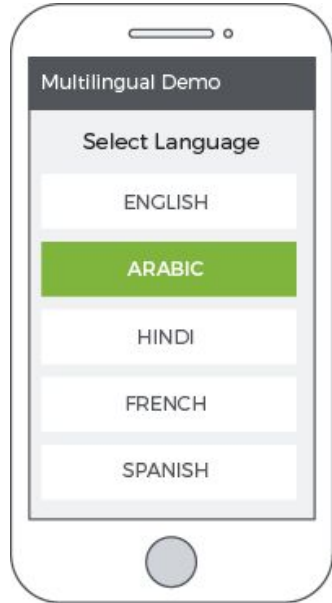 Multilingual Demo
Select Language
ENGLISH
ARABIC
HINDI
FRENCH
SPANISH